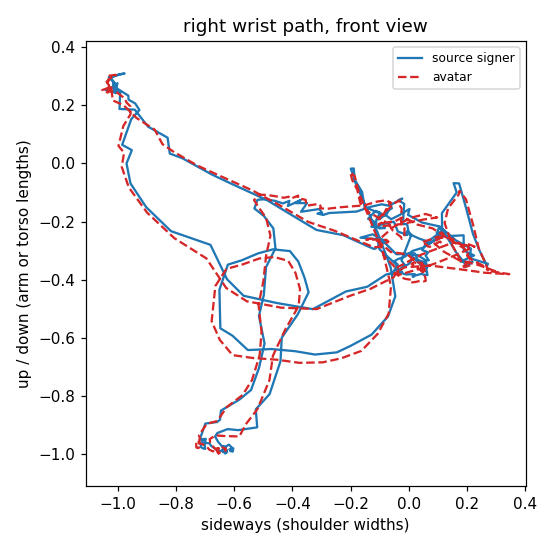 right wrist path, front view
source signer
avatar
up / down (arm or torso lengths)
0.4
0.2
0.0
−0.2
−0.4
−0.6
−0.8
−1.0
−1.0 −0.8 −0.6 −0.4 −0.2 0.0 0.2 0.4
sideways (shoulder widths)